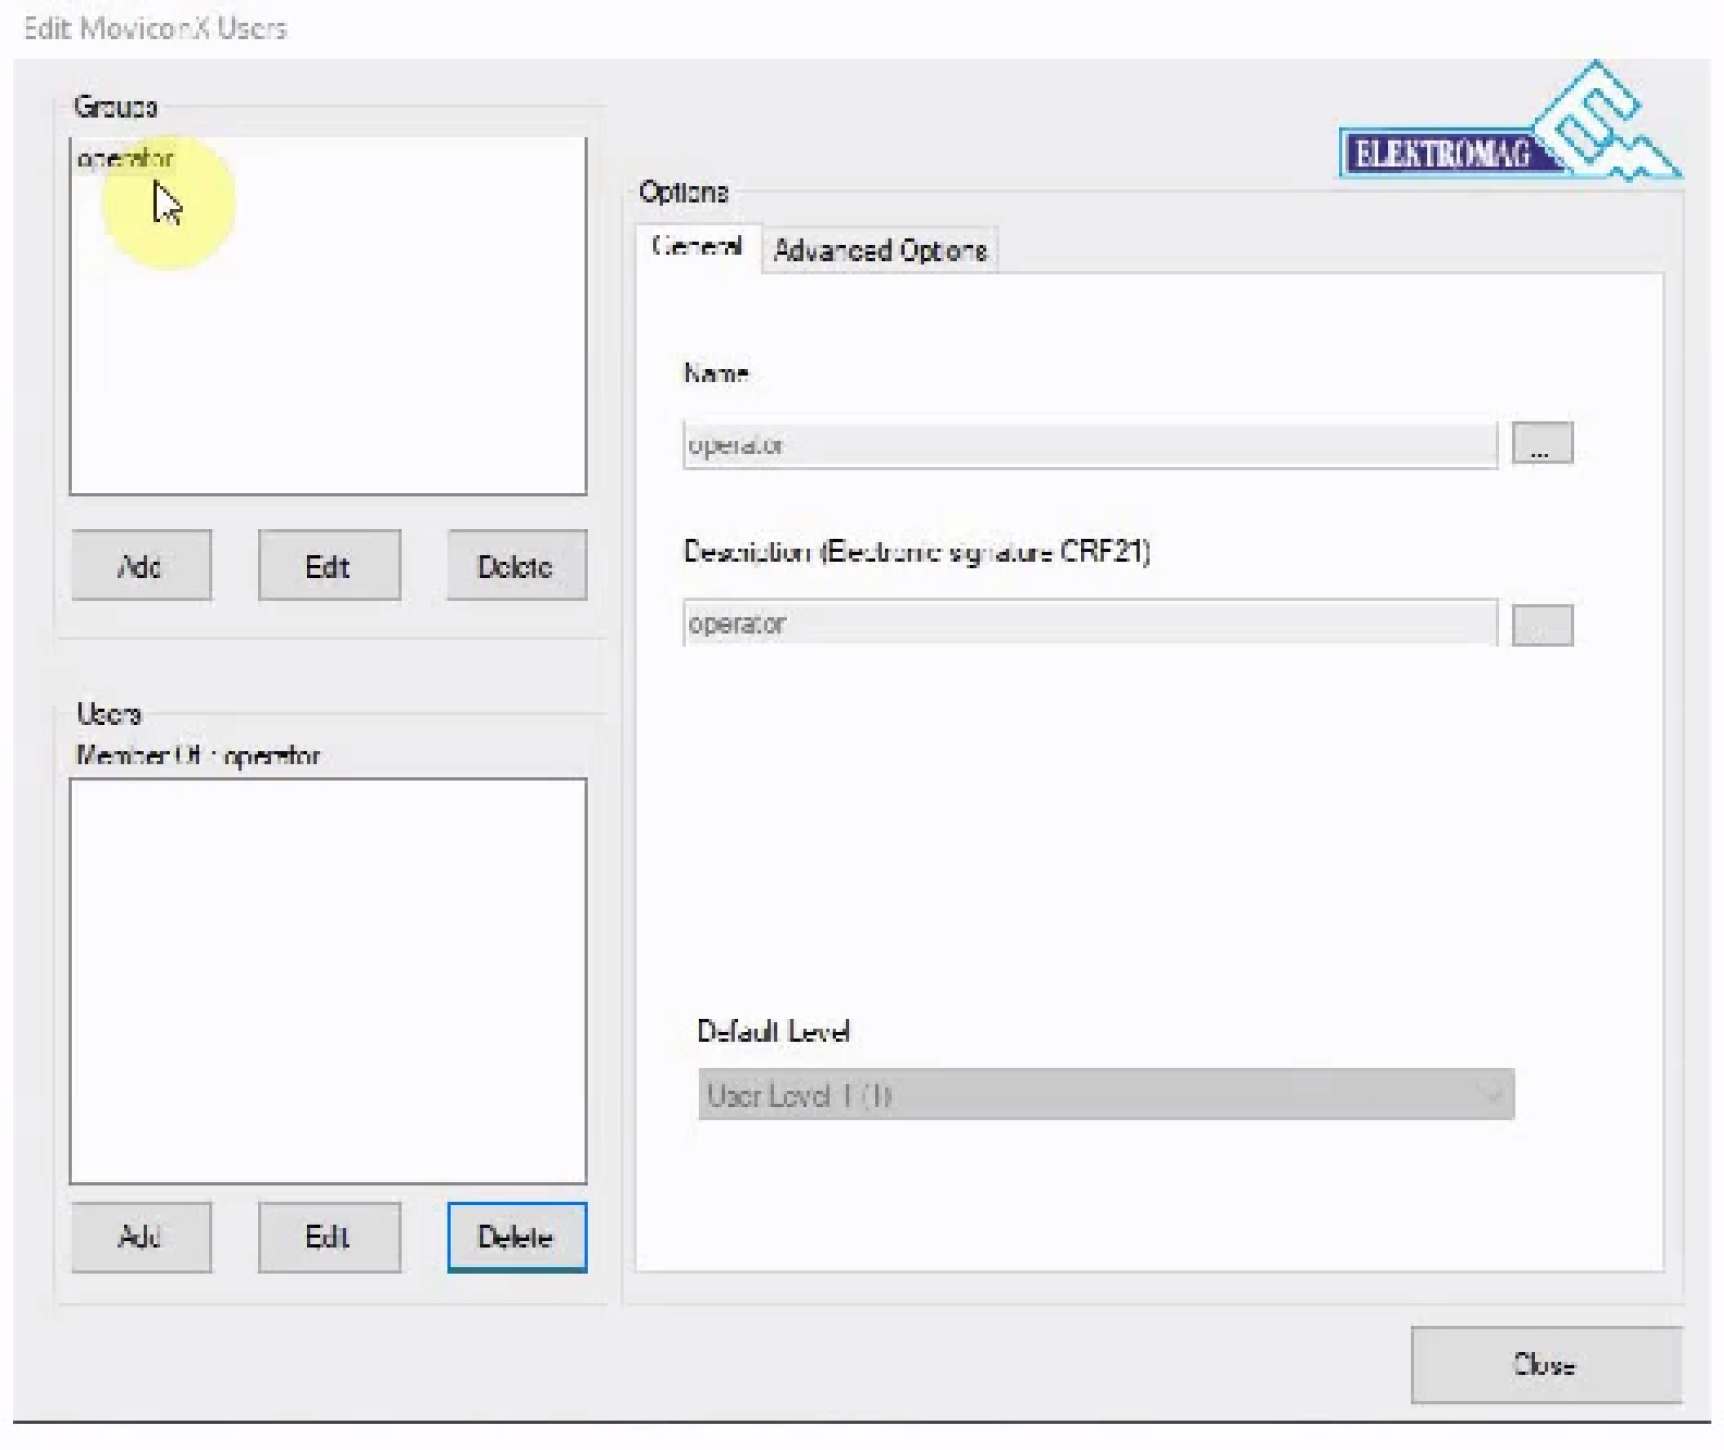 Edit MoviconX Users
Groups
operator
Add
Edit
Delete
Users
Member Of : operator
Add
Edit
Delete
ELEKTROMAG
Options
General
Advanced Options
Name
operator
...
Description (Electronic signature CRF21)
operator
Default Level
User Level 1 (1)
Close